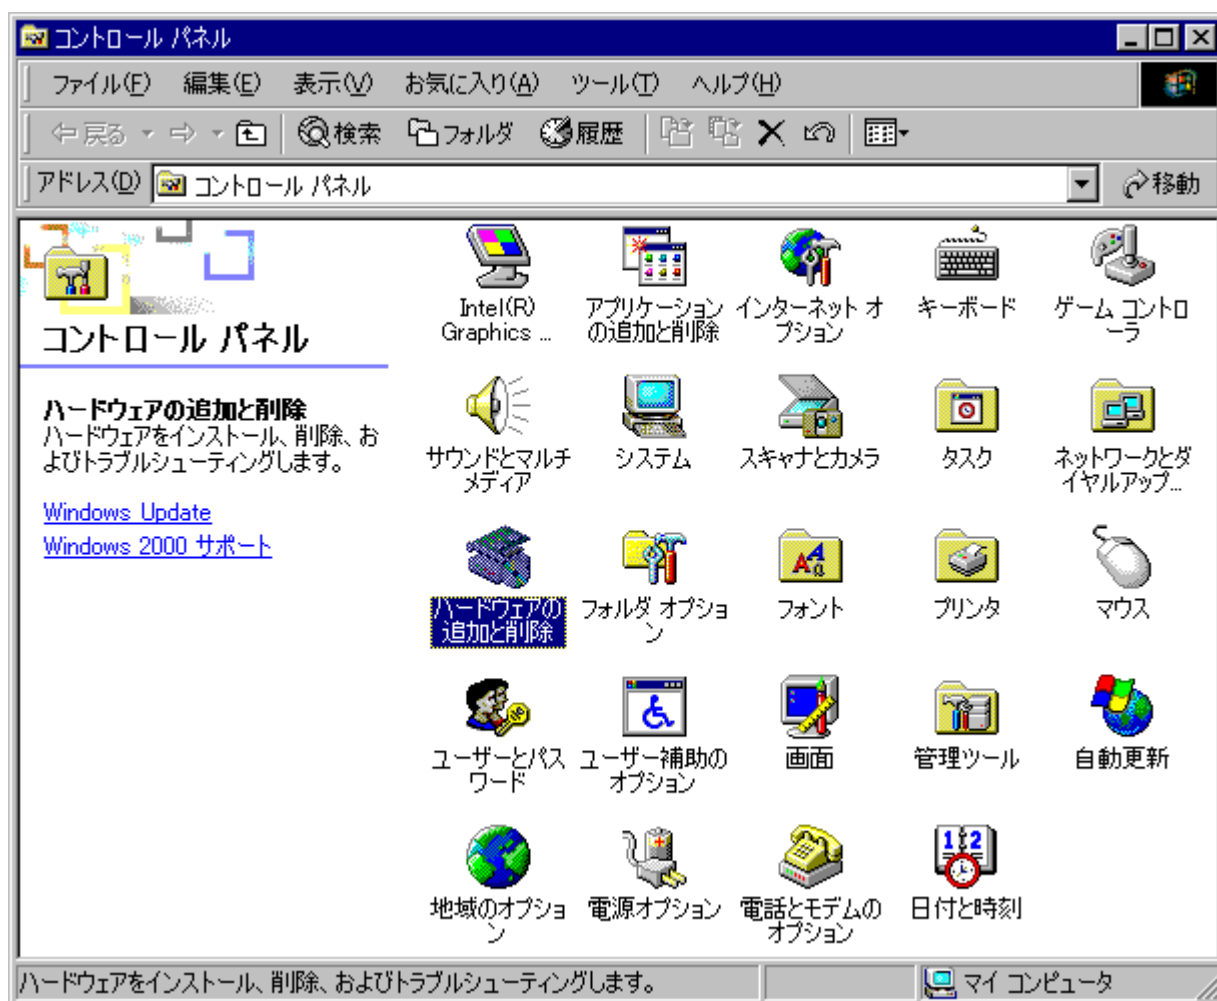 コントロール パネル
ファイル(F) 編集(E) 表示(V) お気に入り(A) ツール(T) ヘルプ(H)
戻る 検索 フォルダ 履歴
アドレス(D) コントロール パネル 移動
コントロール パネル
ハードウェアの追加と削除
ハードウェアをインストール、削除、お
よびトラブルシューティングします。
Windows Update
Windows 2000 サポート
Intel(R)
Graphics ...
アプリケーション
の追加と削除
インターネット オ
プション
キーボード
ゲーム コントロ
ーラ
サウンドとマルチ
メディア
システム
スキャナとカメラ
タスク
ネットワークとダ
イヤルアップ...
ハードウェアの
追加と削除
フォルダ オプショ
ン
フォント
プリンタ
マウス
ユーザーとパス
ワード
ユーザー補助の
オプション
画面
管理ツール
自動更新
地域のオプショ
ン
電源オプション
電話とモデムの
オプション
日付と時刻
ハードウェアをインストール、削除、およびトラブルシューティングします。
マイ コンピュータ